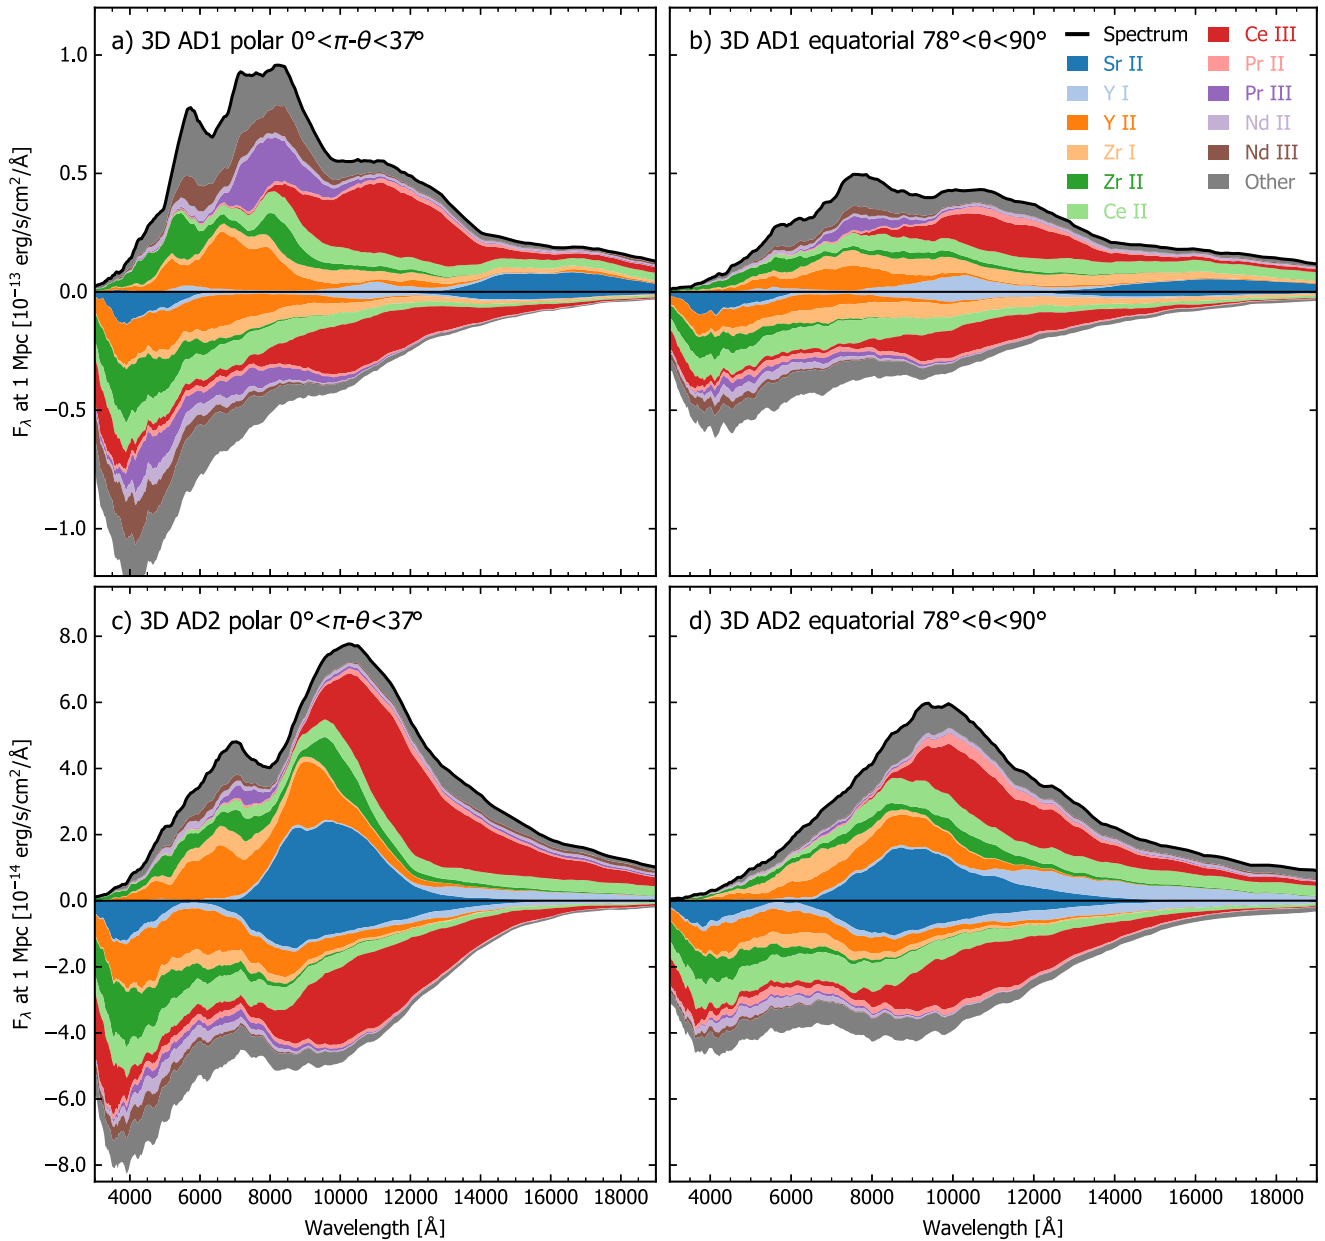 a) 3D AD1 polar 0°<π-θ<37°
b) 3D AD1 equatorial 78°<θ<90°
Spectrum
Sr II
Y I
Y II
Zr I
Zr II
Ce II
Ce III
Pr II
Pr III
Nd II
Nd III
Other
1.0
0.5
0.0
−0.5
−1.0
F_λ at 1 Mpc [10^−13 erg/s/cm²/Å]
c) 3D AD2 polar 0°<π-θ<37°
d) 3D AD2 equatorial 78°<θ<90°
8.0
6.0
4.0
2.0
0.0
−2.0
−4.0
−6.0
−8.0
F_λ at 1 Mpc [10^−14 erg/s/cm²/Å]
4000 6000 8000 10000 12000 14000 16000 18000
4000 6000 8000 10000 12000 14000 16000 18000
Wavelength [Å]
Wavelength [Å]